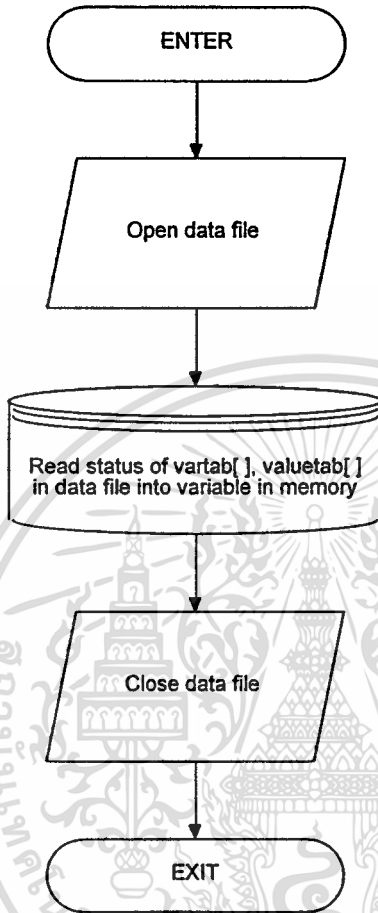 ENTER
Open data file
Read status of vartab[ ], valuetab[ ]
in data file into variable in memory
Close data file
EXIT